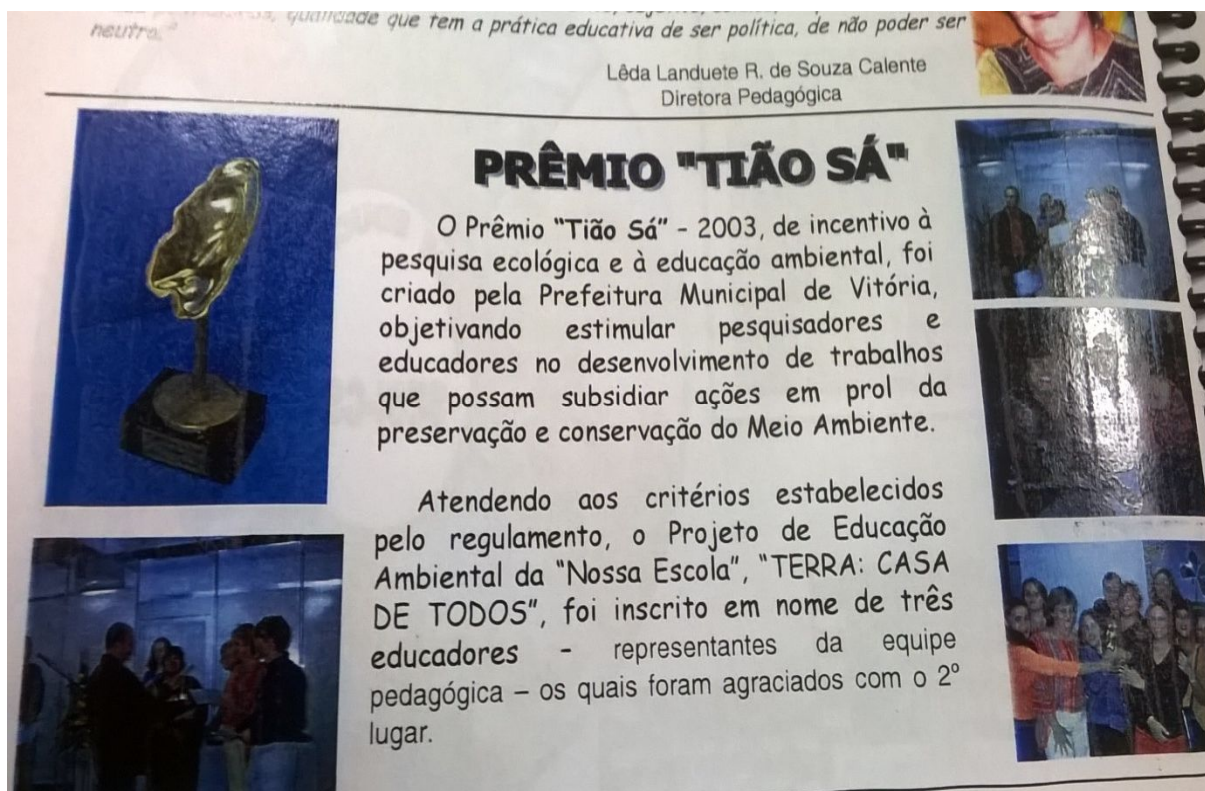 qualidade que tem a prática educativa de ser política, de não poder ser
neutro."
Lêda Landuete R. de Souza Calente
Diretora Pedagógica
PRÊMIO "TIÃO SÁ"
O Prêmio "Tião Sá" - 2003, de incentivo à
pesquisa ecológica e à educação ambiental, foi
criado pela Prefeitura Municipal de Vitória,
objetivando estimular pesquisadores e
educadores no desenvolvimento de trabalhos
que possam subsidiar ações em prol da
preservação e conservação do Meio Ambiente.
Atendendo aos critérios estabelecidos
pelo regulamento, o Projeto de Educação
Ambiental da "Nossa Escola", "TERRA: CASA
DE TODOS", foi inscrito em nome de três
educadores - representantes da equipe
pedagógica – os quais foram agraciados com o 2º
lugar.